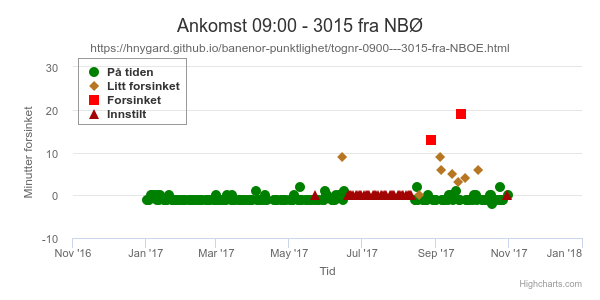 Ankomst 09:00 - 3015 fra NBØ
https://hnygard.github.io/banenor-punktlighet/tognr-0900---3015-fra-NBOE.html
På tiden
Litt forsinket
Forsinket
Innstilt
Minutter forsinket
30
20
10
0
-10
Nov '16
Jan '17
Mar '17
May '17
Jul '17
Sep '17
Nov '17
Jan '18
Tid
Highcharts.com